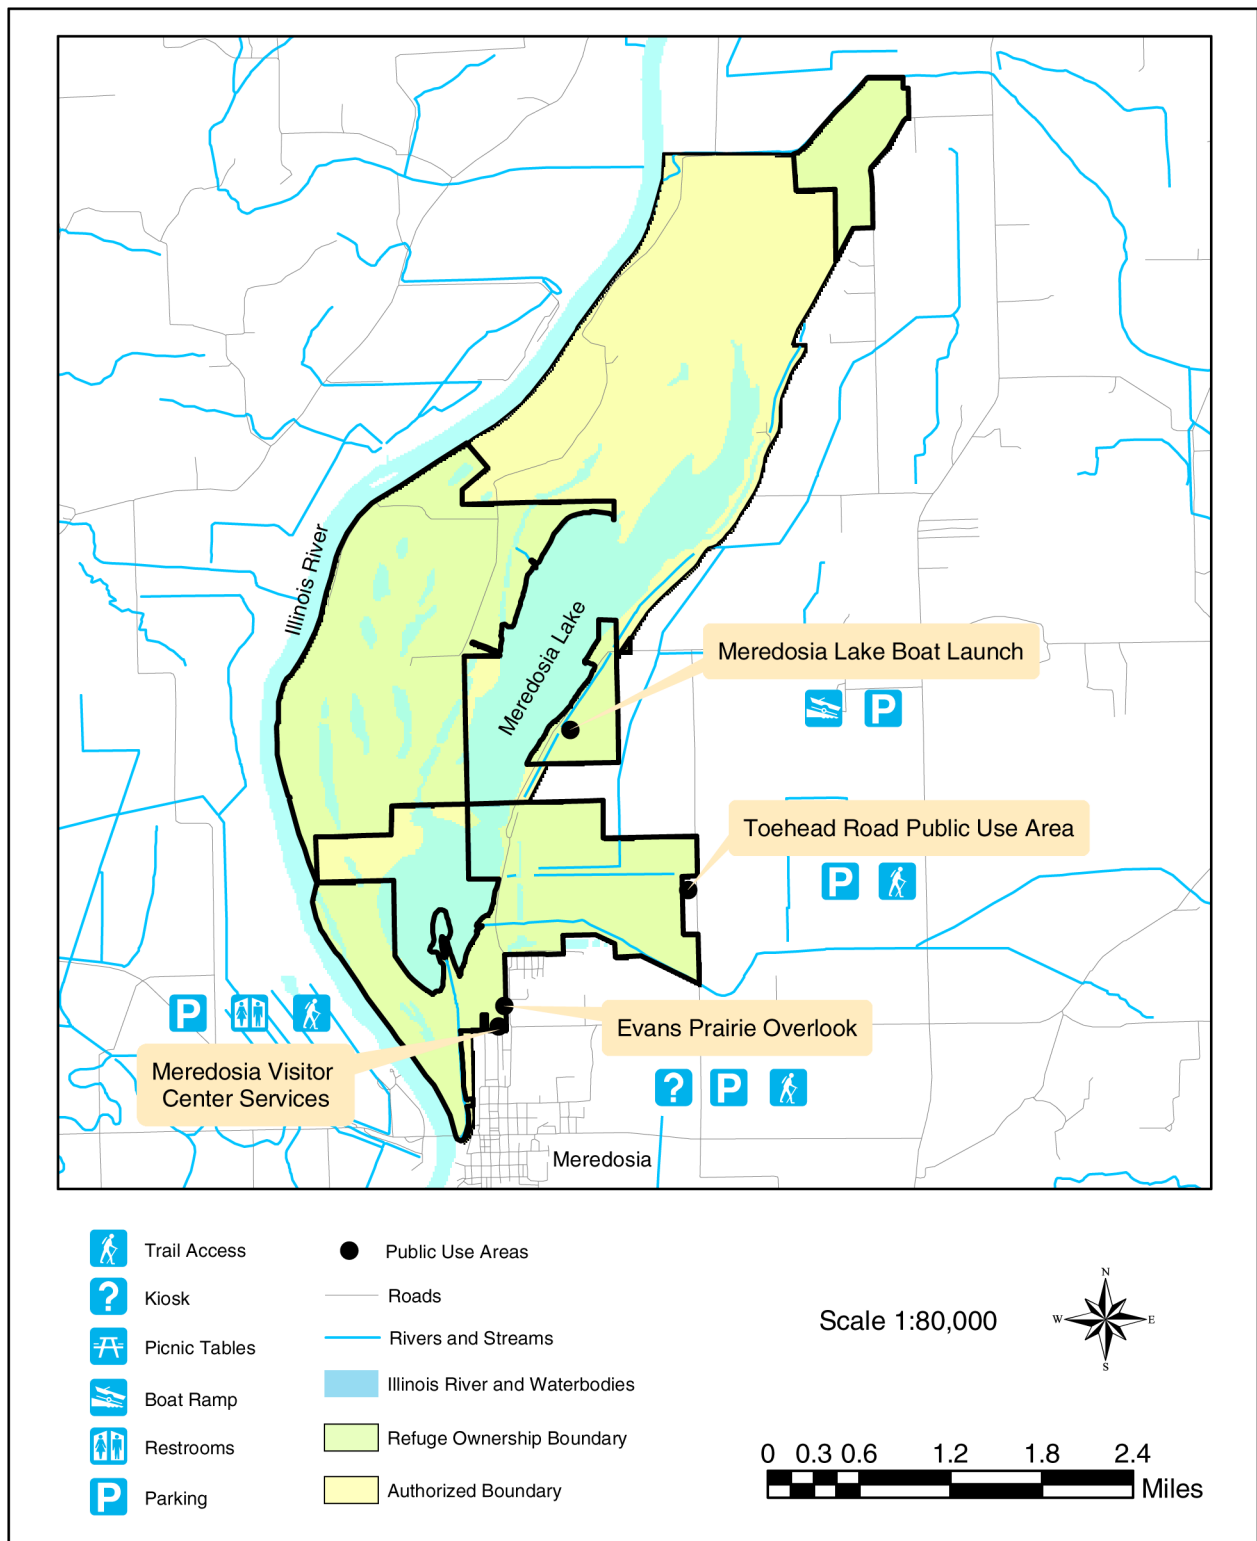 Illinois River
Meredosia Lake
Meredosia Lake Boat Launch
P
Toehead Road Public Use Area
P
P
Evans Prairie Overlook
Meredosia Visitor
Center Services
? P
Meredosia
Trail Access
? Kiosk
Picnic Tables
Boat Ramp
Restrooms
P Parking
Public Use Areas
Roads
Rivers and Streams
Illinois River and Waterbodies
Refuge Ownership Boundary
Authorized Boundary
Scale 1:80,000
N
W E
S
0 0.3 0.6 1.2 1.8 2.4
Miles